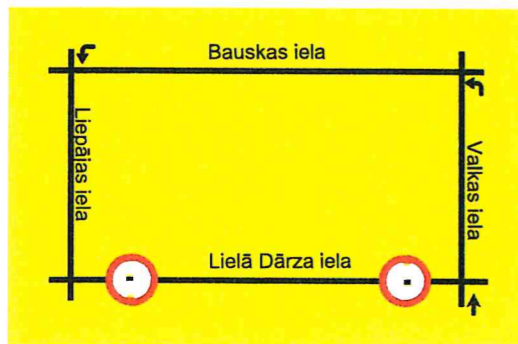 Bauskas iela
Liepājas iela
Valkas iela
Lielā Dārza iela